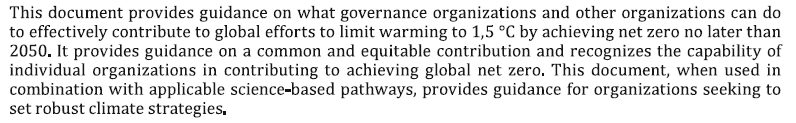 This document provides guidance on what governance organizations and other organizations can do
to effectively contribute to global efforts to limit warming to 1,5 °C by achieving net zero no later than
2050. It provides guidance on a common and equitable contribution and recognizes the capability of
individual organizations in contributing to achieving global net zero. This document, when used in
combination with applicable science-based pathways, provides guidance for organizations seeking to
set robust climate strategies.